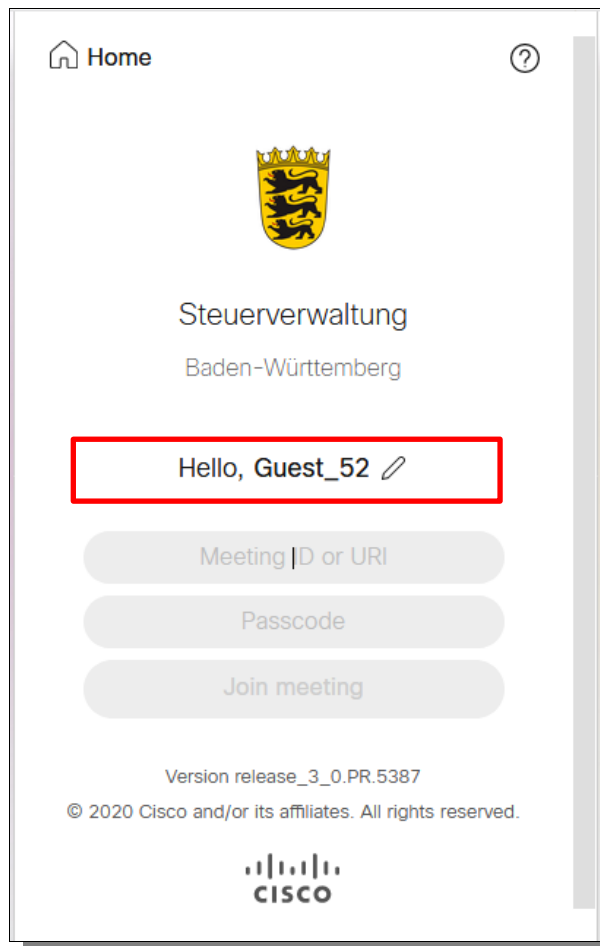 Home
Steuerverwaltung
Baden-Württemberg
Hello, Guest_52
Meeting ID or URI
Passcode
Join meeting
Version release_3_0.PR.5387
© 2020 Cisco and/or its affiliates. All rights reserved.
CISCO